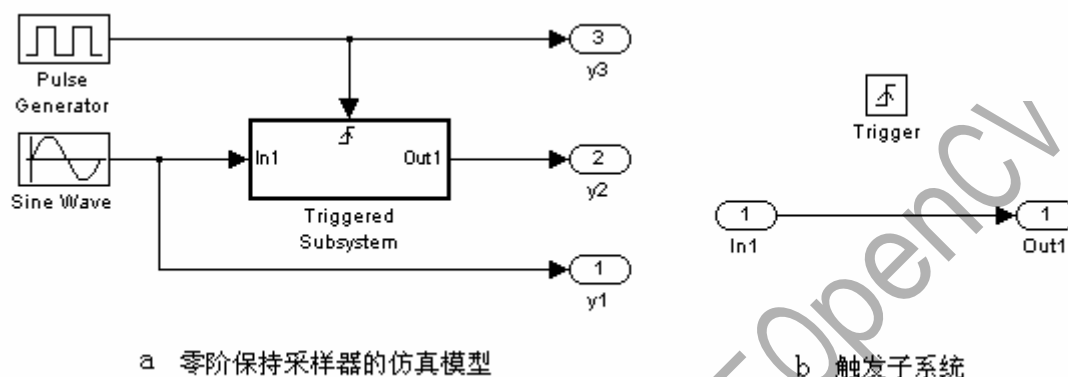 Pulse
Generator
3
y3
In1
Out1
2
y2
Sine Wave
Triggered
Subsystem
1
y1
a 零阶保持采样器的仿真模型
Trigger
1
In1
1
Out1
b 触发子系统
EOpenCV